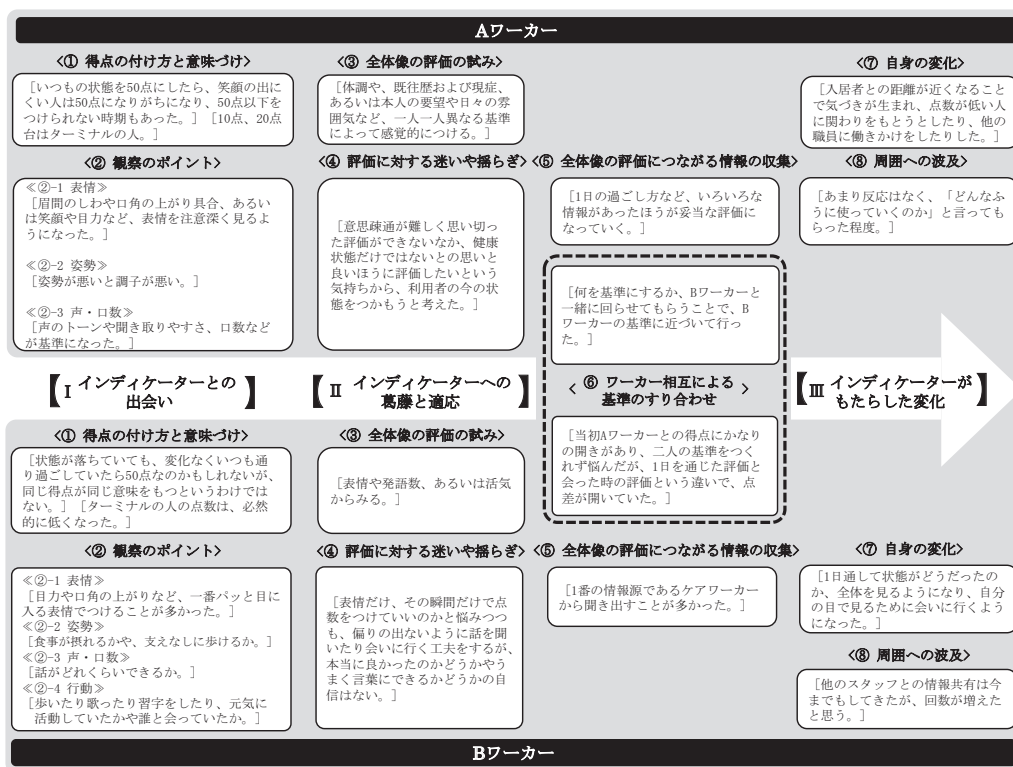 Aワーカー
<① 得点の付け方と意味づけ>
［いつもの状態を50点にしたら、笑顔の出に
くい人は50点になりがちになり、50点以下を
つけられない時期もあった。］［10点、20点
台はターミナルの人。］
<② 観察のポイント>
≪②-1 表情≫
［眉間のしわや口角の上がり具合、あるい
は笑顔や目力など、表情を注意深く見るよ
うになった。］
≪②-2 姿勢≫
［姿勢が悪いと調子が悪い。］
≪②-3 声・口数≫
［声のトーンや聞き取りやすさ、口数など
が基準になった。］
<③ 全体像の評価の試み>
［体調や、既往歴および現症、
あるいは本人の要望や日々の雰
囲気など、一人一人異なる基準
によって感覚的につける。］
<④ 評価に対する迷いや揺らぎ>
［意思疎通が難しく思い切っ
た評価ができないなか、健康
状態だけではないとの思いと
良いほうに評価したいという
気持ちから、利用者の今の状
態をつかもうと考えた。］
<⑤ 全体像の評価につながる情報の収集>
［1日の過ごし方など、いろいろな
情報があったほうが妥当な評価に
なっていく。］
［何を基準にするか、Bワーカーと
一緒に回らせてもらうことで、B
ワーカーの基準に近づいて行っ
た。］
<⑦ 自身の変化>
［入居者との距離が近くなること
で気づきが生まれ、点数が低い人
に関わりをもとうとしたり、他の
職員に働きかけをしたりした。］
<⑧ 周囲への波及>
［あまり反応はなく、「どんなふ
うに使っていくのか」と言っても
らった程度。］
【Ⅰ インディケーターとの
出会い】
【Ⅱ インディケーターへの
葛藤と適応】
<⑥ ワーカー相互による
基準のすり合わせ>
【Ⅲ インディケーターが
もたらした変化】
<① 得点の付け方と意味づけ>
［状態が落ちていても、変化なくいつも通
り過ごしていたら50点なのかもしれないが、
同じ得点が同じ意味をもつというわけでは
ない。］［ターミナルの人の点数は、必然
的に低くなった。］
<② 観察のポイント>
≪②-1 表情≫
［目力や口角の上がりなど、一番パッと目に
入る表情でつけることが多かった。］
≪②-2 姿勢≫
［食事が摂れるかや、支えなしに歩けるか。］
≪②-3 声・口数≫
［話がどれくらいできるか。］
≪②-4 行動≫
［歩いたり歌ったり習字をしたり、元気に
活動していたかや誰と会っていたか。］
<③ 全体像の評価の試み>
［表情や発語数、あるいは活気
からみる。］
<④ 評価に対する迷いや揺らぎ>
［表情だけ、その瞬間だけで点
数をつけていいのかと悩みつつ
も、偏りの出ないように話を聞
いたり会いに行く工夫をするが、
本当に良かったのかどうかやう
まく言葉にできるかどうかの自
信はない。］
［当初Aワーカーとの得点にかなり
の開きがあり、二人の基準をつく
れず悩んだが、1日を通じた評価と
会った時の評価という違いで、点
差が開いていた。］
<⑤ 全体像の評価につながる情報の収集>
［1番の情報源であるケアワーカー
から聞き出すことが多かった。］
<⑦ 自身の変化>
［1日通して状態がどうだったの
か、全体を見るようになり、自分
の目で見るために会いに行くよう
になった。］
<⑧ 周囲への波及>
［他のスタッフとの情報共有は今
までもしてきたが、回数が増えた
と思う。］
Bワーカー